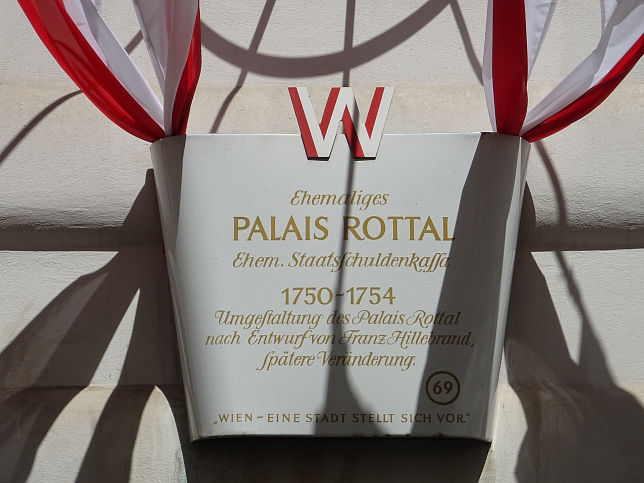 W
Ehemaliges
PALAIS ROTTAL
Ehem. Staatsſchuldenkaſſa
1750-1754
Umgeſtaltung des Palais Rottal
nach Entwurf von Franz Hillebrand,
ſpätere Veränderung.
69
„WIEN – EINE STADT STELLT SICH VOR."